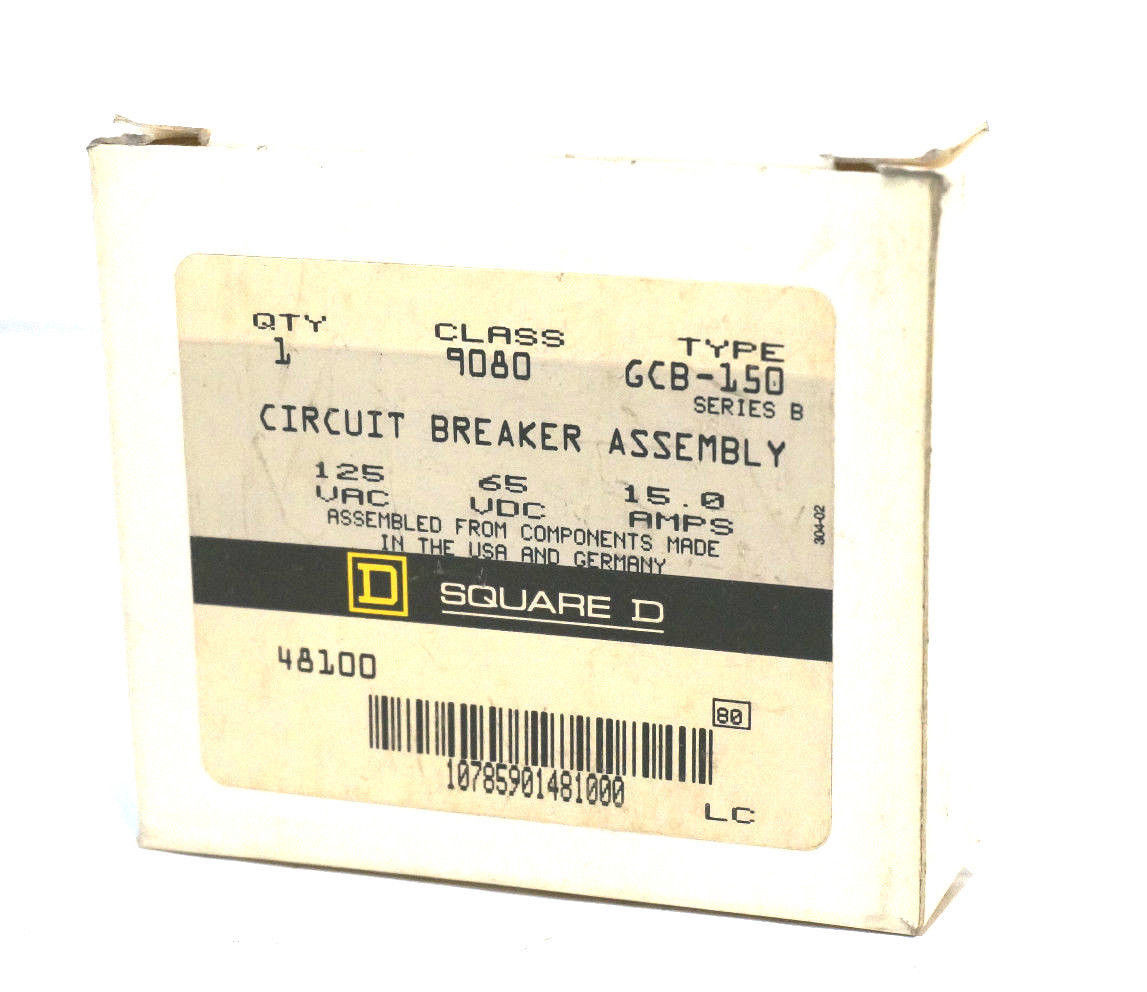 QTY CLASS TYPE
1 9080 GCB-150
SERIES B
CIRCUIT BREAKER ASSEMBLY
125 65 15.0
VAC VDC AMPS
ASSEMBLED FROM COMPONENTS MADE
IN THE USA AND GERMANY
304-02
D SQUARE D
48100
80
10785901481000
LC